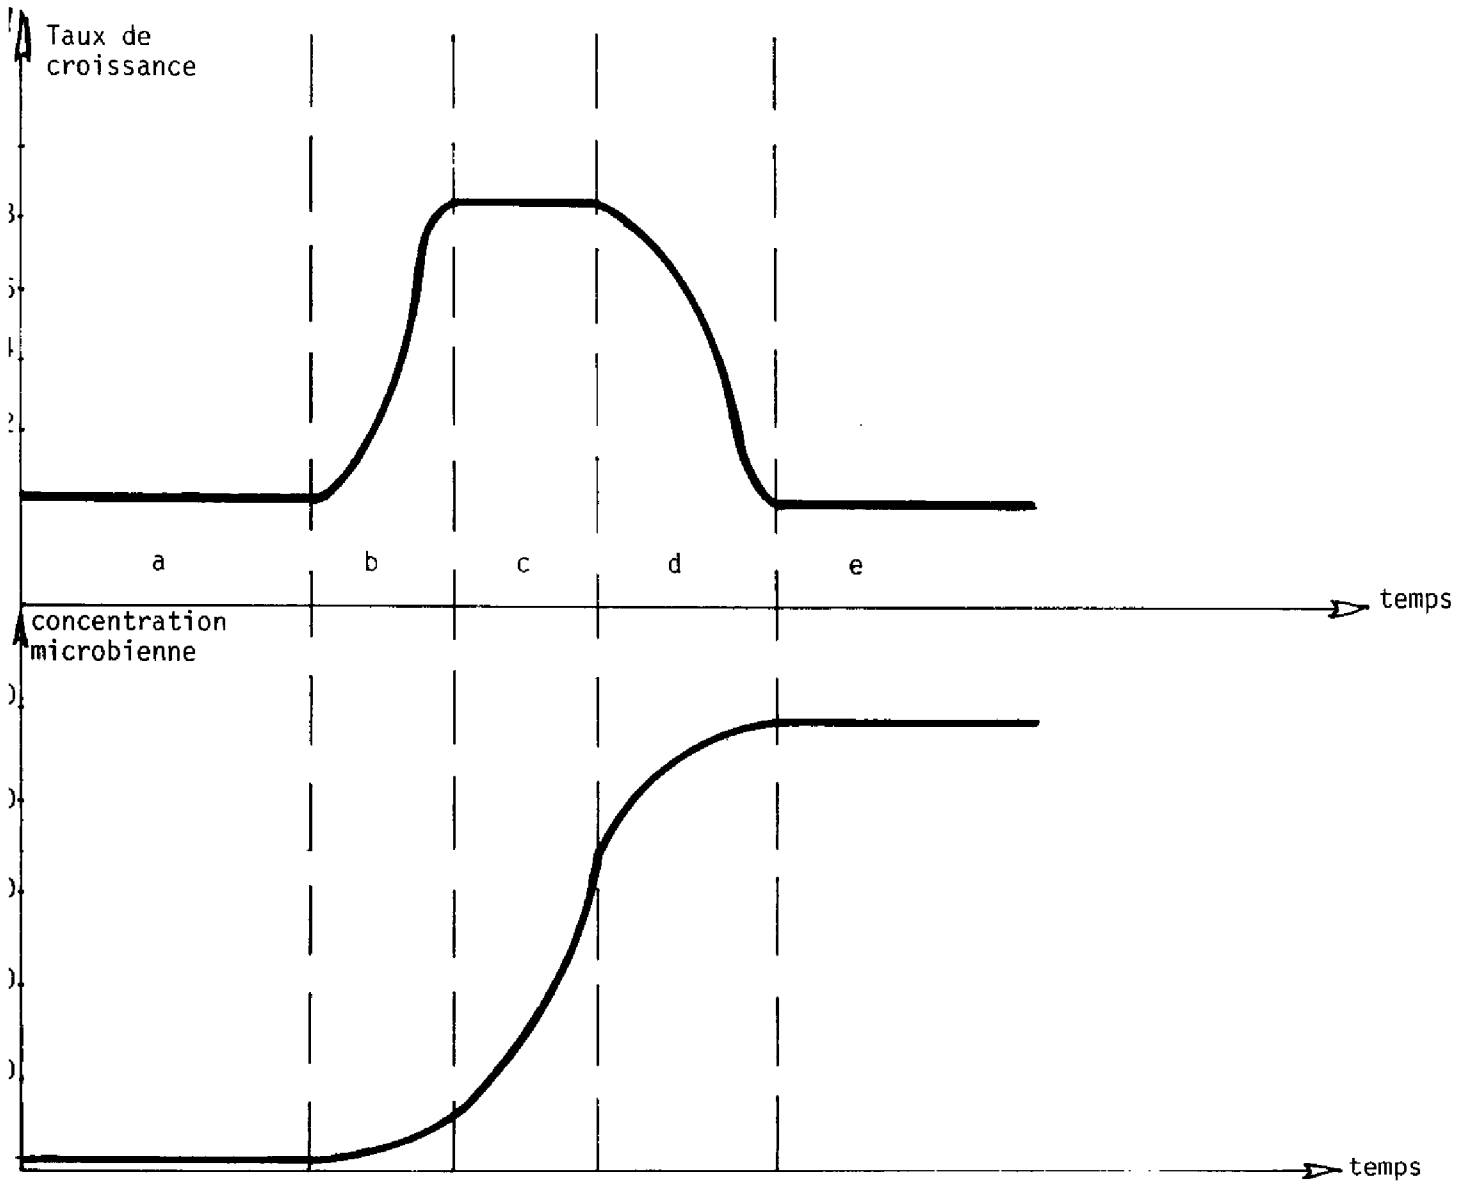 Taux de
croissance
a b c d e
temps
concentration
microbienne
temps